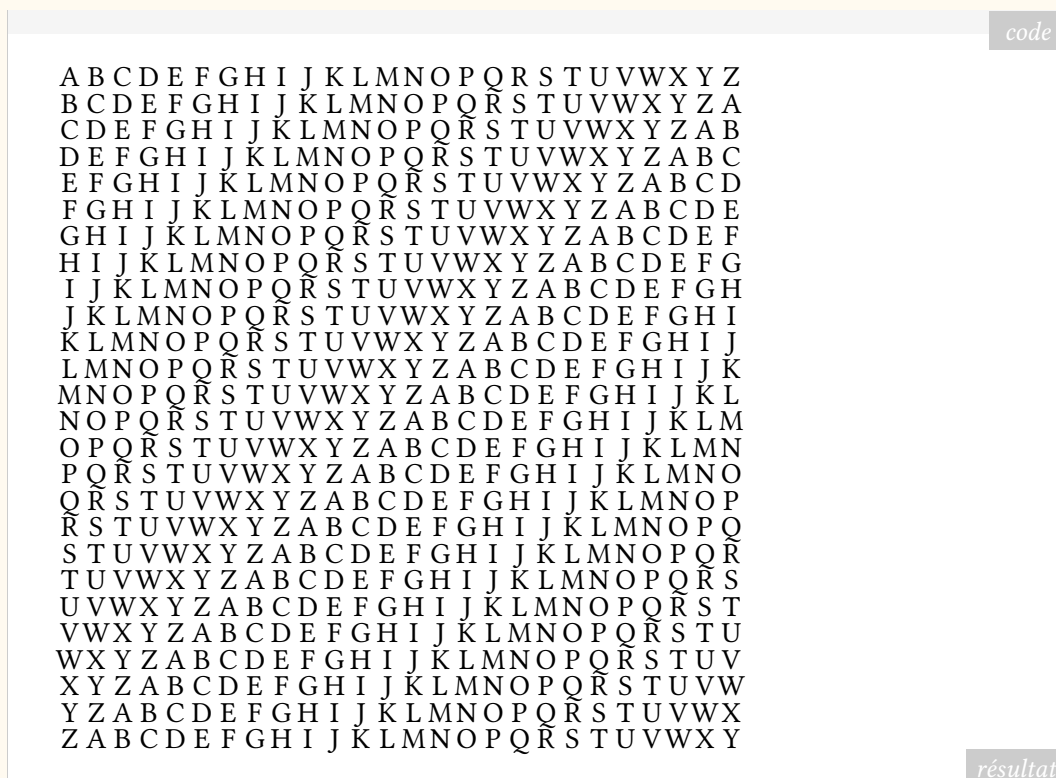 code
A B C D E F G H I J K L M N O P Q R S T U V W X Y Z
B C D E F G H I J K L M N O P Q R S T U V W X Y Z A
C D E F G H I J K L M N O P Q R S T U V W X Y Z A B
D E F G H I J K L M N O P Q R S T U V W X Y Z A B C
E F G H I J K L M N O P Q R S T U V W X Y Z A B C D
F G H I J K L M N O P Q R S T U V W X Y Z A B C D E
G H I J K L M N O P Q R S T U V W X Y Z A B C D E F
H I J K L M N O P Q R S T U V W X Y Z A B C D E F G
I J K L M N O P Q R S T U V W X Y Z A B C D E F G H
J K L M N O P Q R S T U V W X Y Z A B C D E F G H I
K L M N O P Q R S T U V W X Y Z A B C D E F G H I J
L M N O P Q R S T U V W X Y Z A B C D E F G H I J K
M N O P Q R S T U V W X Y Z A B C D E F G H I J K L
N O P Q R S T U V W X Y Z A B C D E F G H I J K L M
O P Q R S T U V W X Y Z A B C D E F G H I J K L M N
P Q R S T U V W X Y Z A B C D E F G H I J K L M N O
Q R S T U V W X Y Z A B C D E F G H I J K L M N O P
R S T U V W X Y Z A B C D E F G H I J K L M N O P Q
S T U V W X Y Z A B C D E F G H I J K L M N O P Q R
T U V W X Y Z A B C D E F G H I J K L M N O P Q R S
U V W X Y Z A B C D E F G H I J K L M N O P Q R S T
V W X Y Z A B C D E F G H I J K L M N O P Q R S T U
W X Y Z A B C D E F G H I J K L M N O P Q R S T U V
X Y Z A B C D E F G H I J K L M N O P Q R S T U V W
Y Z A B C D E F G H I J K L M N O P Q R S T U V W X
Z A B C D E F G H I J K L M N O P Q R S T U V W X Y
résultat